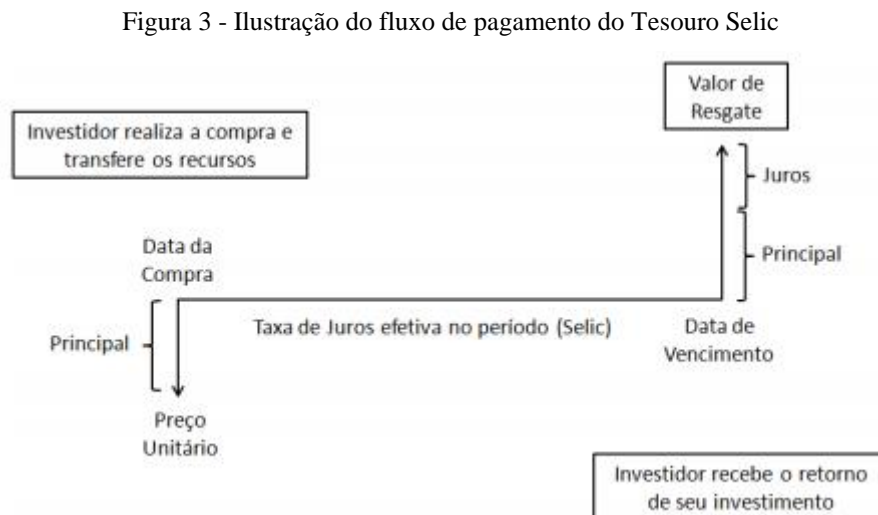 Figura 3 - Ilustração do fluxo de pagamento do Tesouro Selic
Valor de
Resgate
Investidor realiza a compra e
transfere os recursos
Juros
Data da
Compra
Principal
Principal
Taxa de Juros efetiva no período (Selic)
Data de
Vencimento
Preço
Unitário
Investidor recebe o retorno
de seu investimento